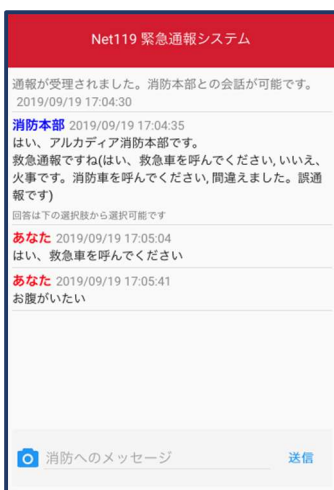 Net119 緊急通報システム
通報が受理されました。消防本部との会話が可能です。
2019/09/19 17:04:30
消防本部 2019/09/19 17:04:35
はい、アルカディア消防本部です。
救急通報ですね(はい、救急車を呼んでください, いいえ、
火事です。消防車を呼んでください, 間違えました。誤通
報です)
回答は下の選択肢から選択可能です
あなた 2019/09/19 17:05:04
はい、救急車を呼んでください
あなた 2019/09/19 17:05:41
お腹がいたい
消防へのメッセージ 送信